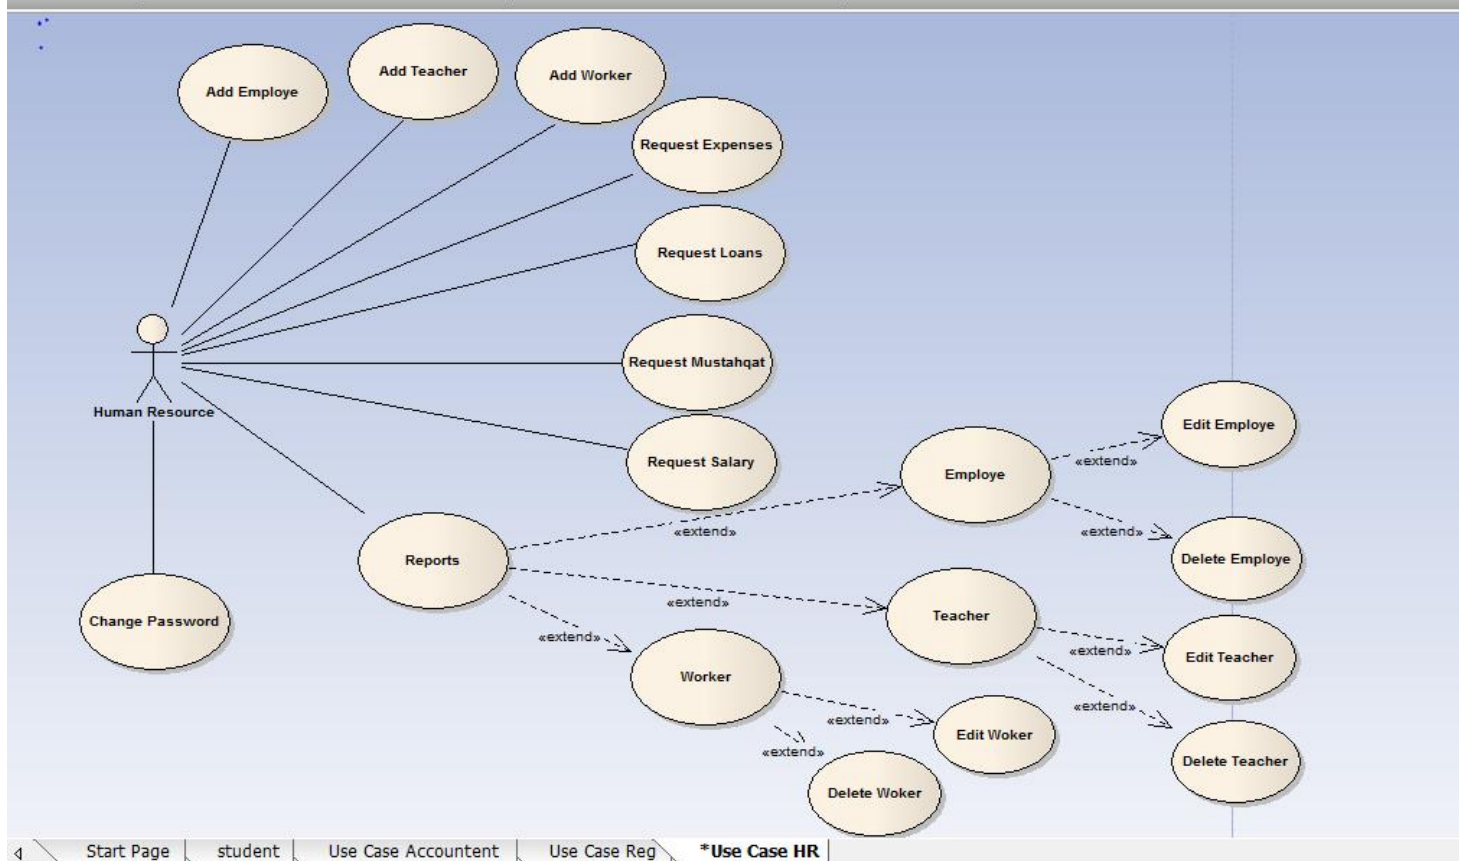 Add Employe
Add Teacher
Add Worker
Request Expenses
Request Loans
Request Mustahqat
Human Resource
Request Salary
Employe
Edit Employe
«extend»
«extend»
«extend»
Delete Employe
Reports
Change Password
«extend»
Teacher
«extend»
Edit Teacher
«extend»
Worker
«extend»
«extend»
Edit Woker
«extend»
Delete Teacher
Delete Woker
Start Page
student
Use Case Accountent
Use Case Reg
*Use Case HR